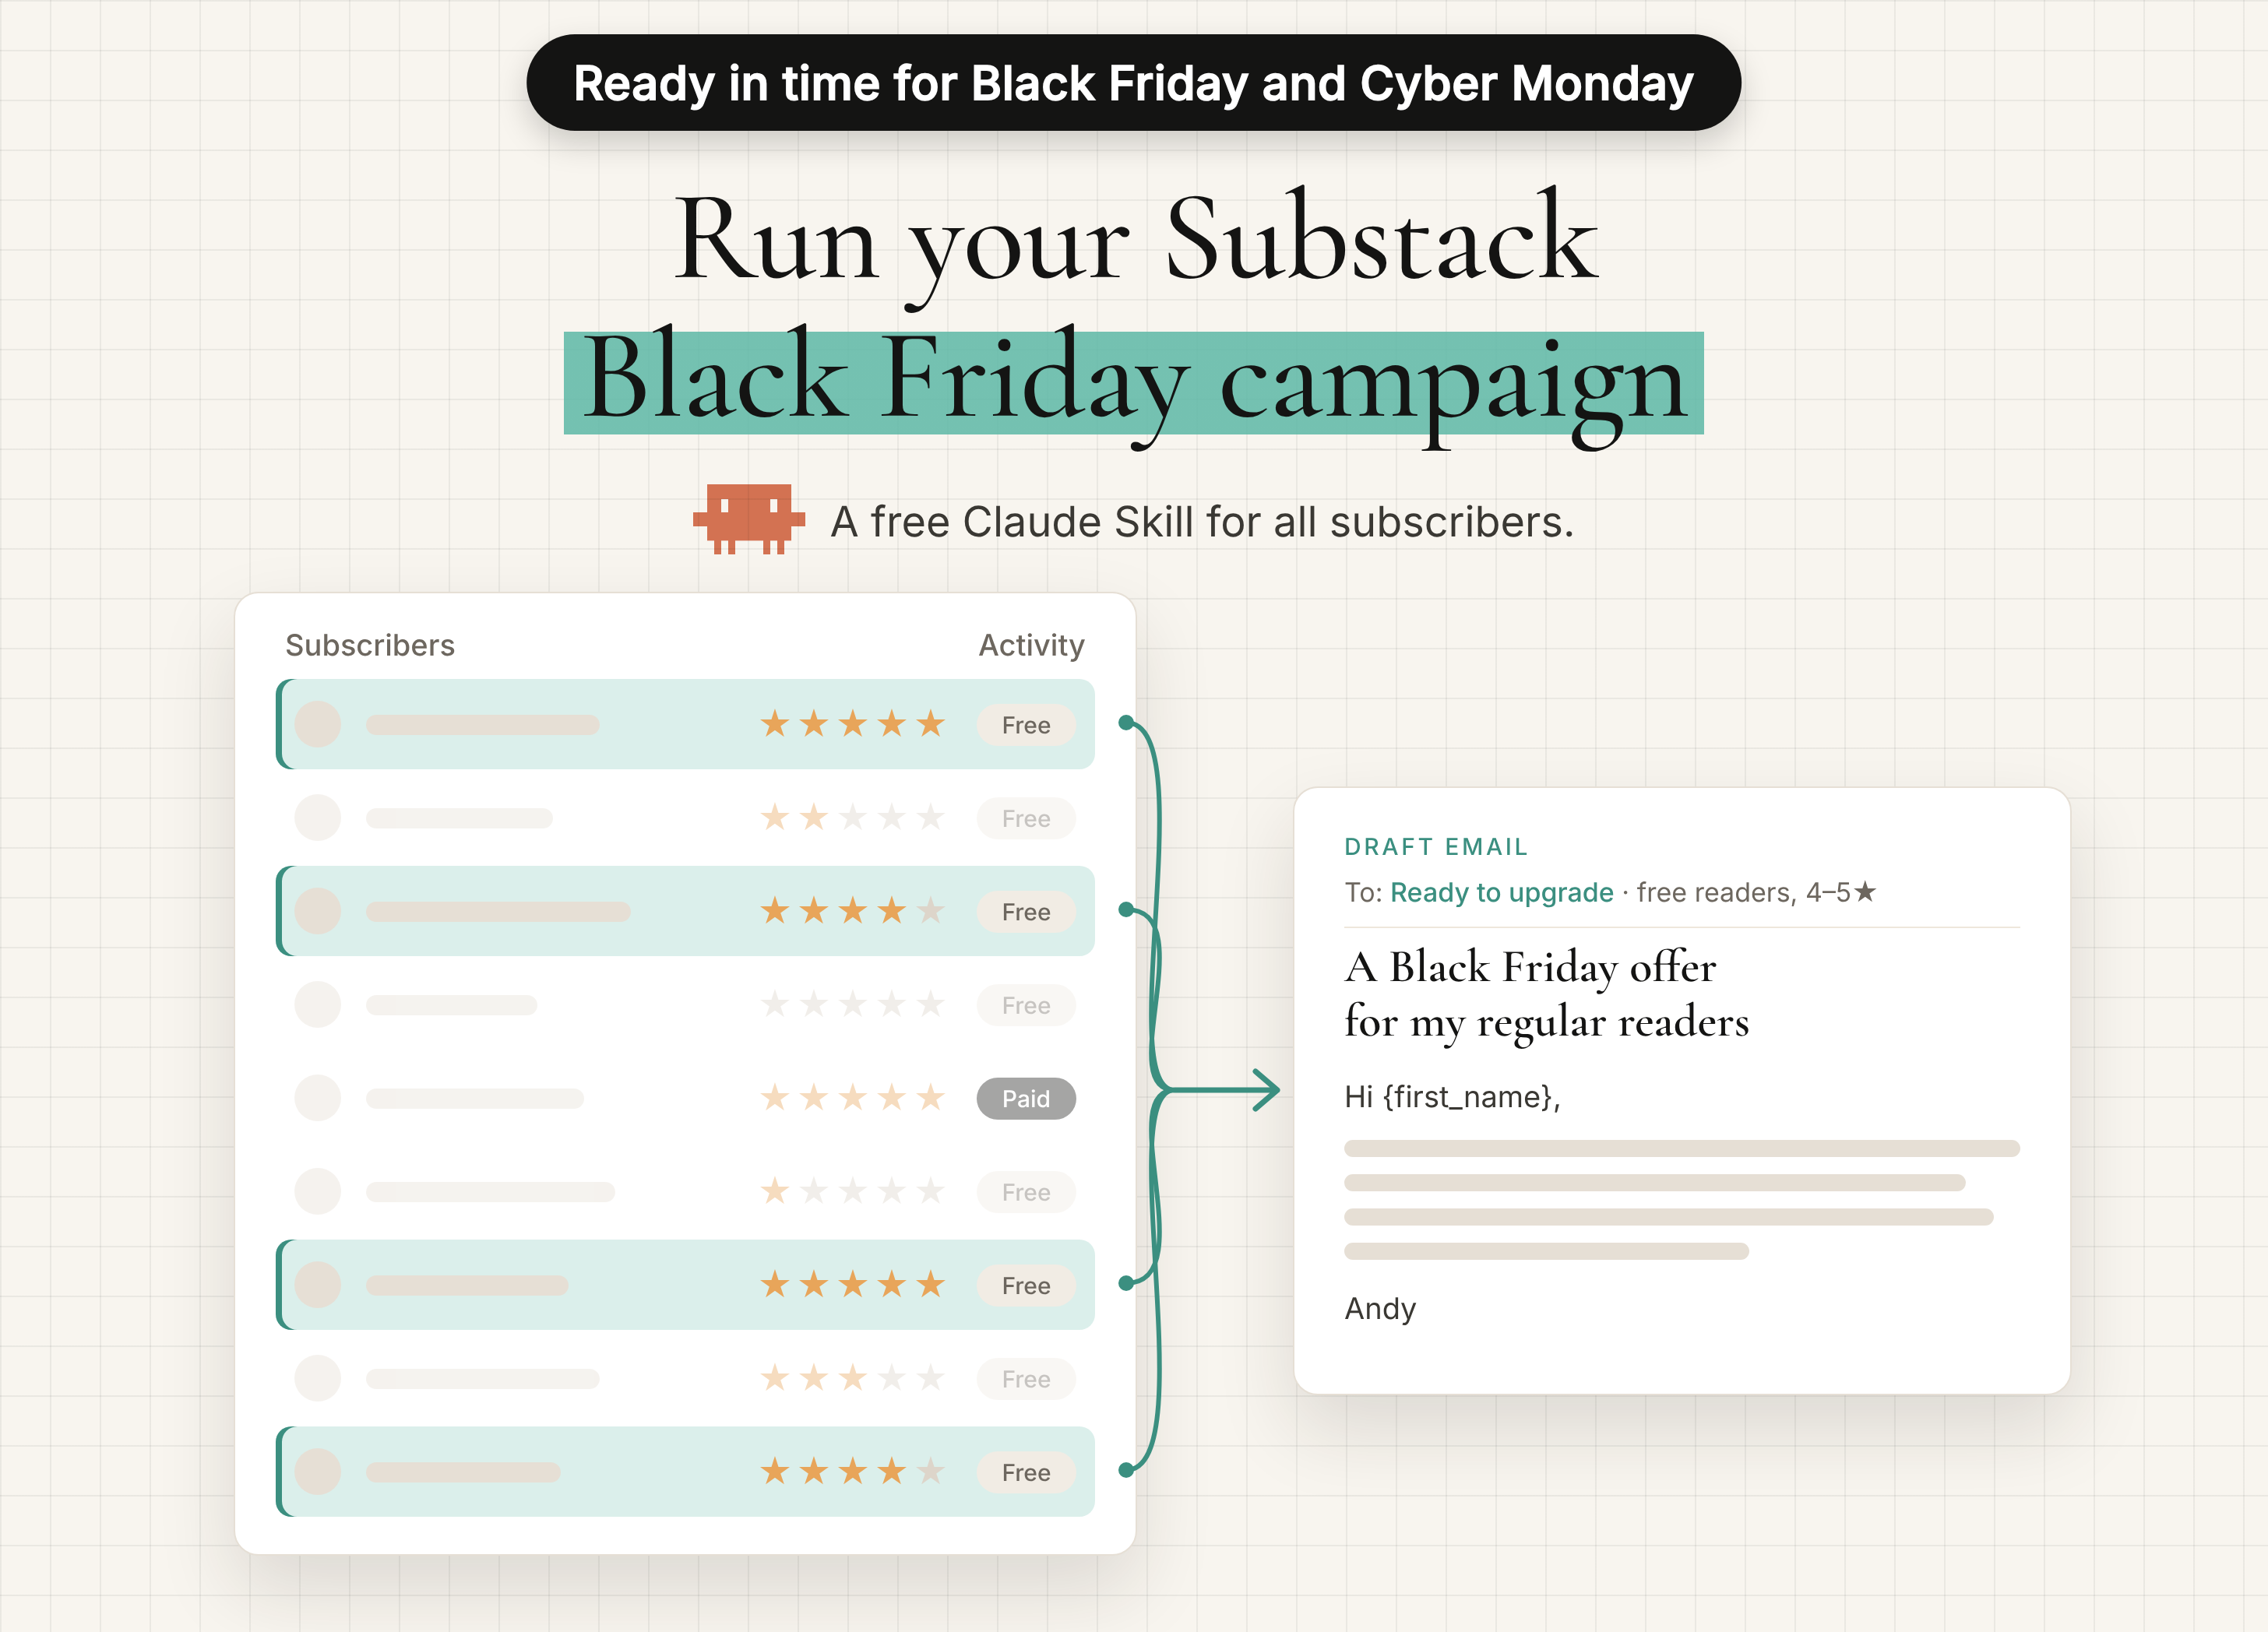 Ready in time for Black Friday and Cyber Monday
Run your Substack
Black Friday campaign
A free Claude Skill for all subscribers.
Subscribers Activity
★★★★★ Free
★★★★★ Free
★★★★★ Free
★★★★★ Free
★★★★★ Paid
★★★★★ Free
★★★★★ Free
★★★★★ Free
★★★★★ Free
DRAFT EMAIL
To: Ready to upgrade · free readers, 4–5★
A Black Friday offer
for my regular readers
Hi {first_name},
Andy